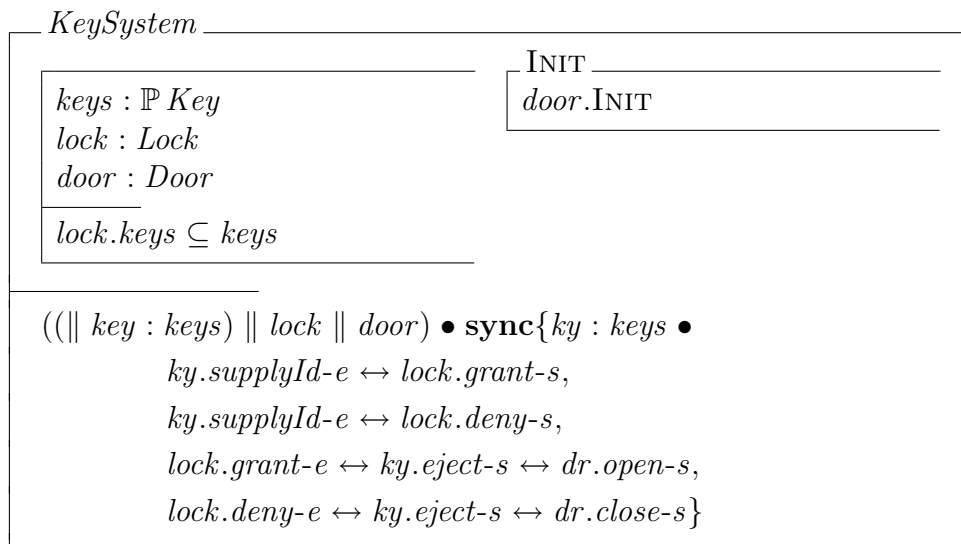 KeySystem
keys : ℙ Key
lock : Lock
door : Door
lock.keys ⊆ keys
INIT
door.INIT
((∥ key : keys) ∥ lock ∥ door) • sync{ky : keys •
ky.supplyId-e ↔ lock.grant-s,
ky.supplyId-e ↔ lock.deny-s,
lock.grant-e ↔ ky.eject-s ↔ dr.open-s,
lock.deny-e ↔ ky.eject-s ↔ dr.close-s}